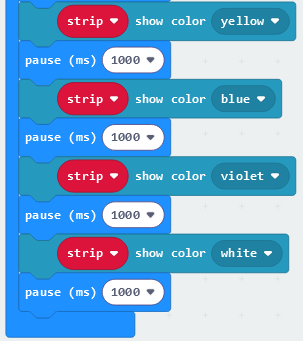 strip show color yellow
pause (ms) 1000
strip show color blue
pause (ms) 1000
strip show color violet
pause (ms) 1000
strip show color white
pause (ms) 1000